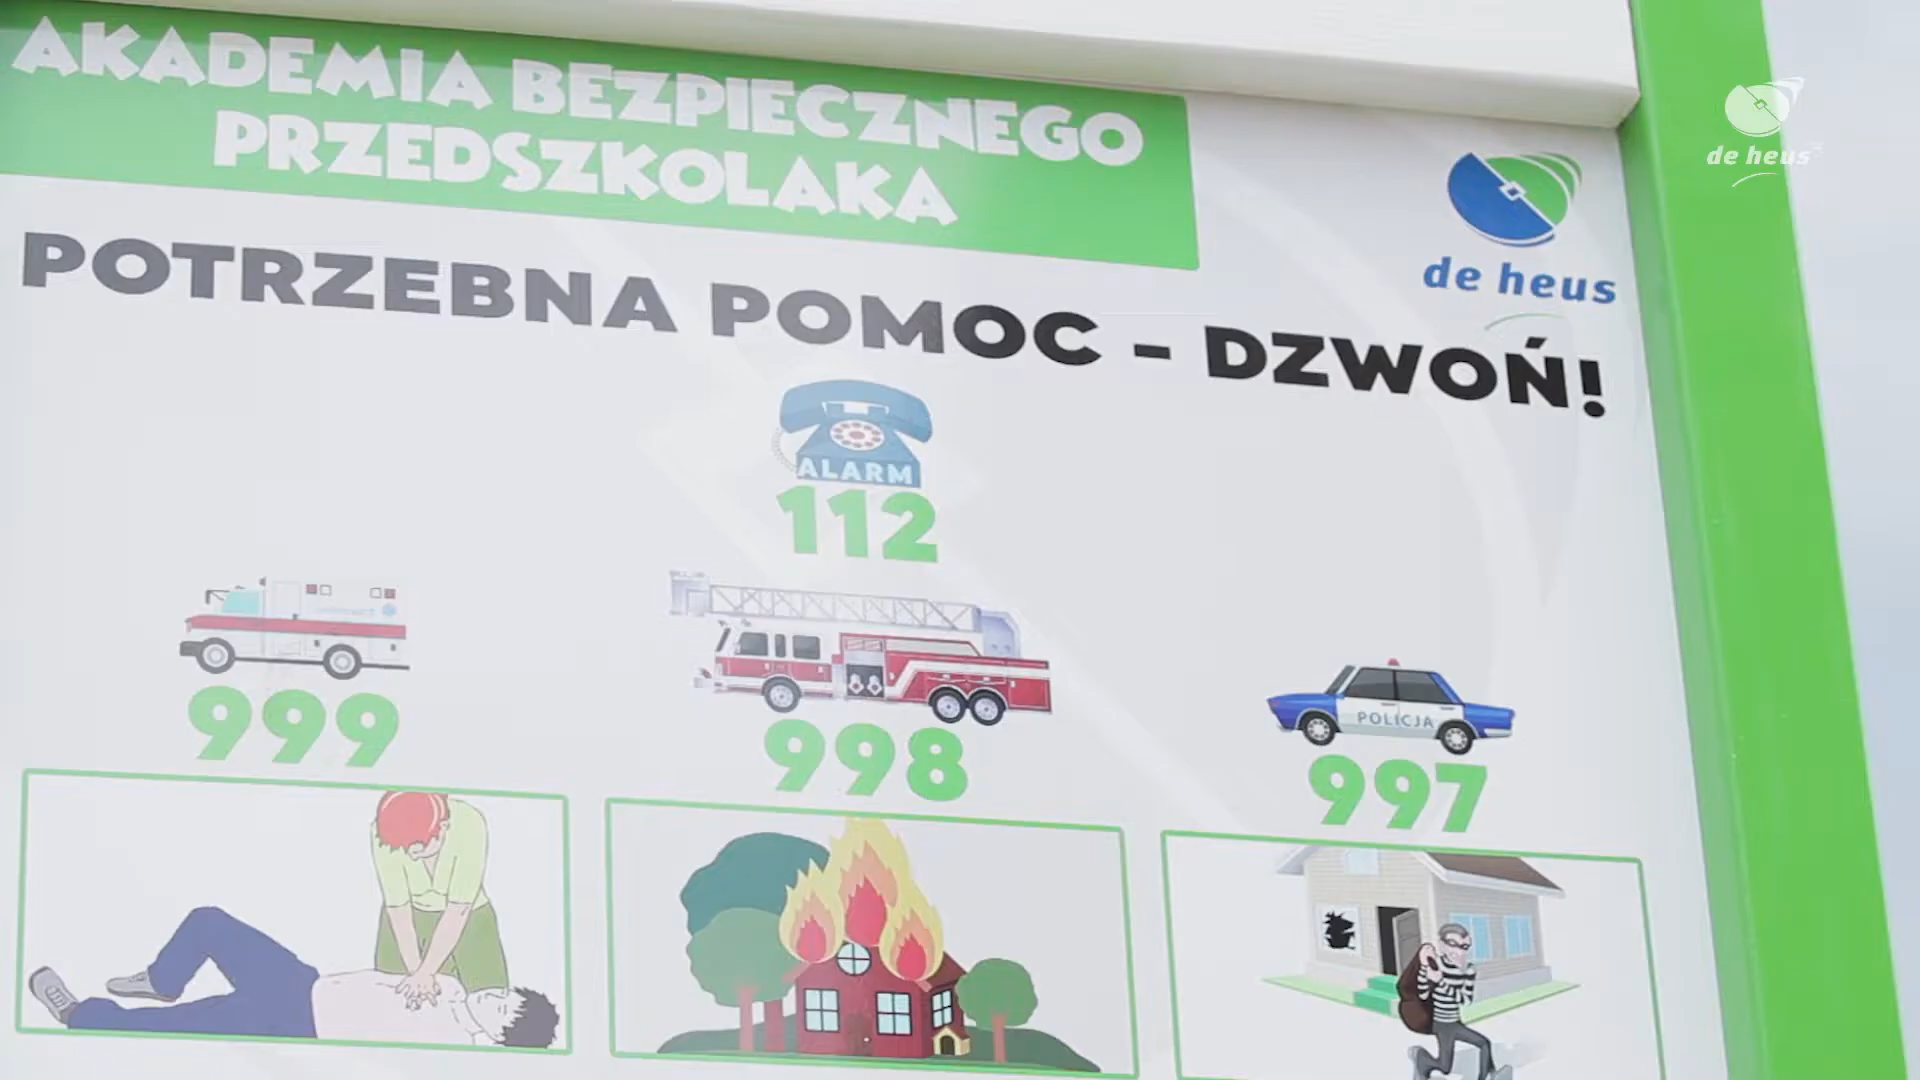 AKADEMIA BEZPIECZNEGO
PRZEDSZKOLAKA
de heus
de heus
POTRZEBNA POMOC - DZWOŃ!
ALARM
112
999
998
POLICJA
997